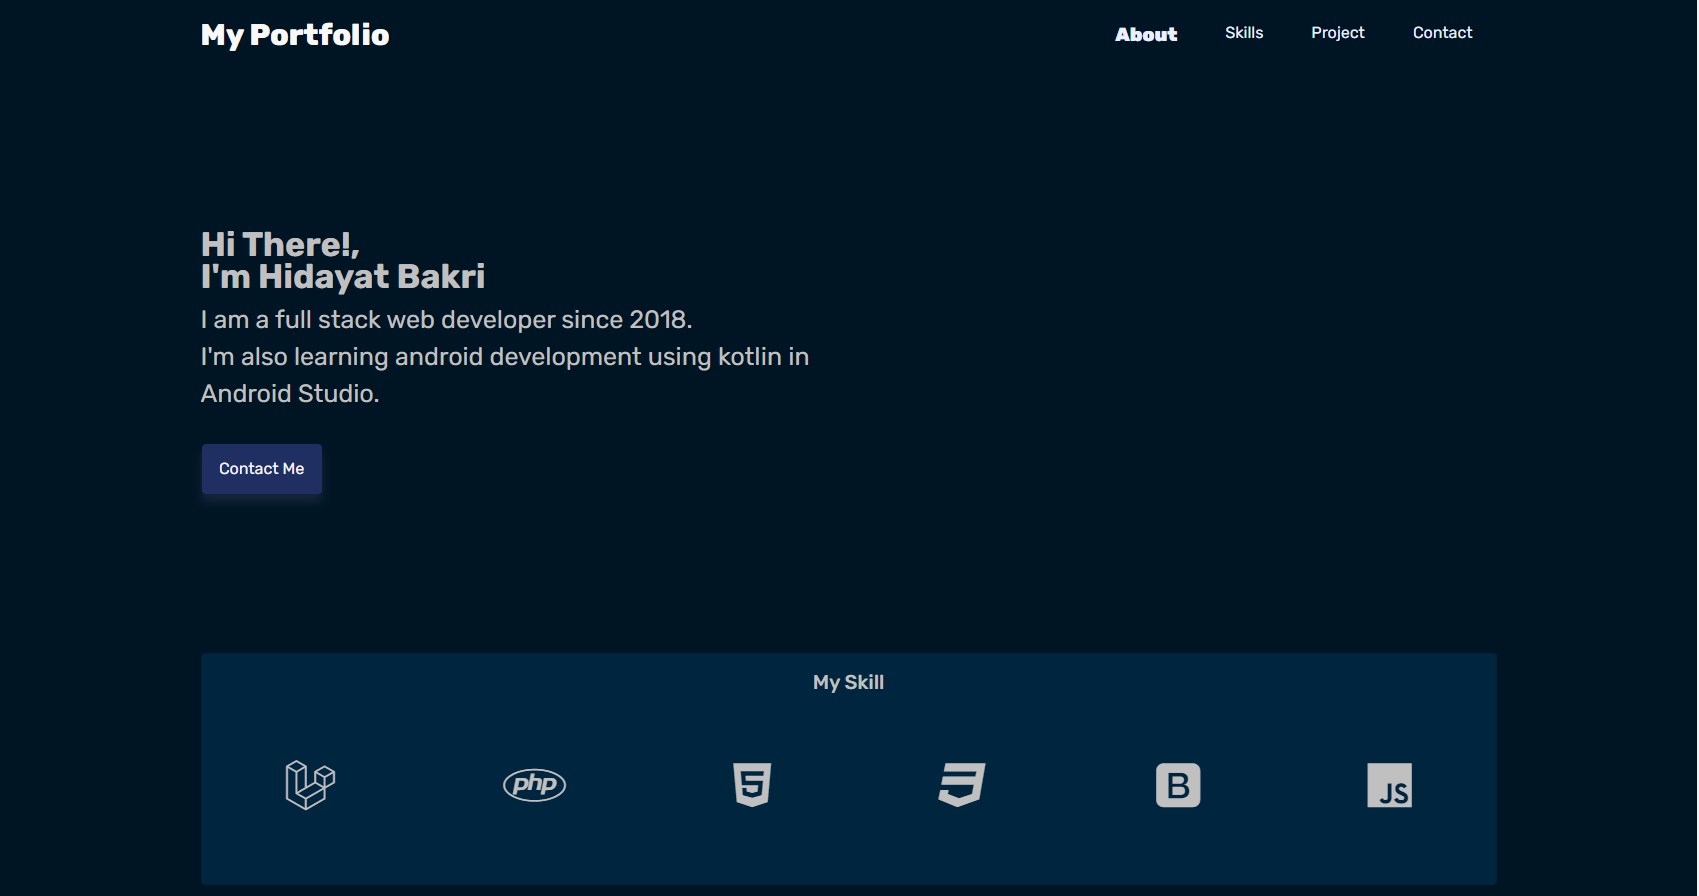 My Portfolio
About Skills Project Contact
Hi There!,
I'm Hidayat Bakri
I am a full stack web developer since 2018.
I'm also learning android development using kotlin in
Android Studio.
Contact Me
My Skill
php 5 B JS